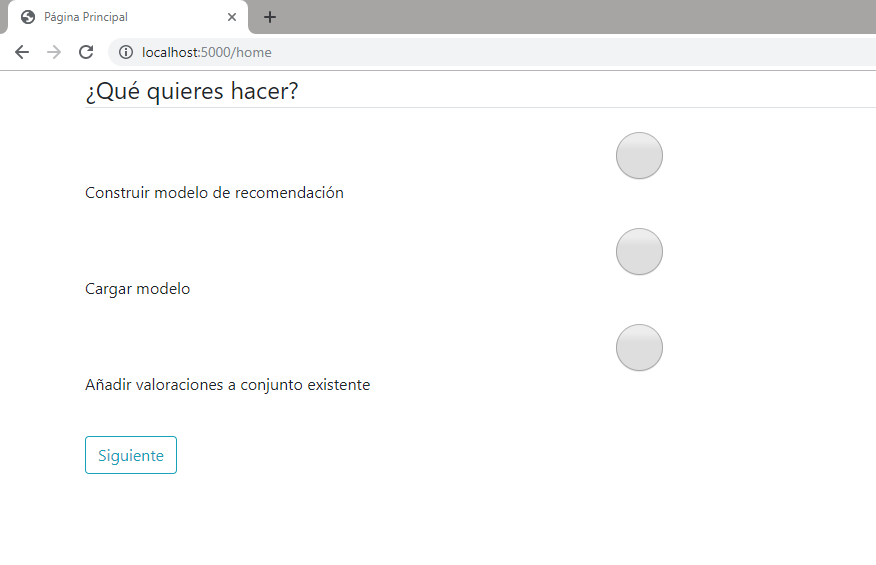 Página Principal
localhost:5000/home
¿Qué quieres hacer?
Construir modelo de recomendación
Cargar modelo
Añadir valoraciones a conjunto existente
Siguiente